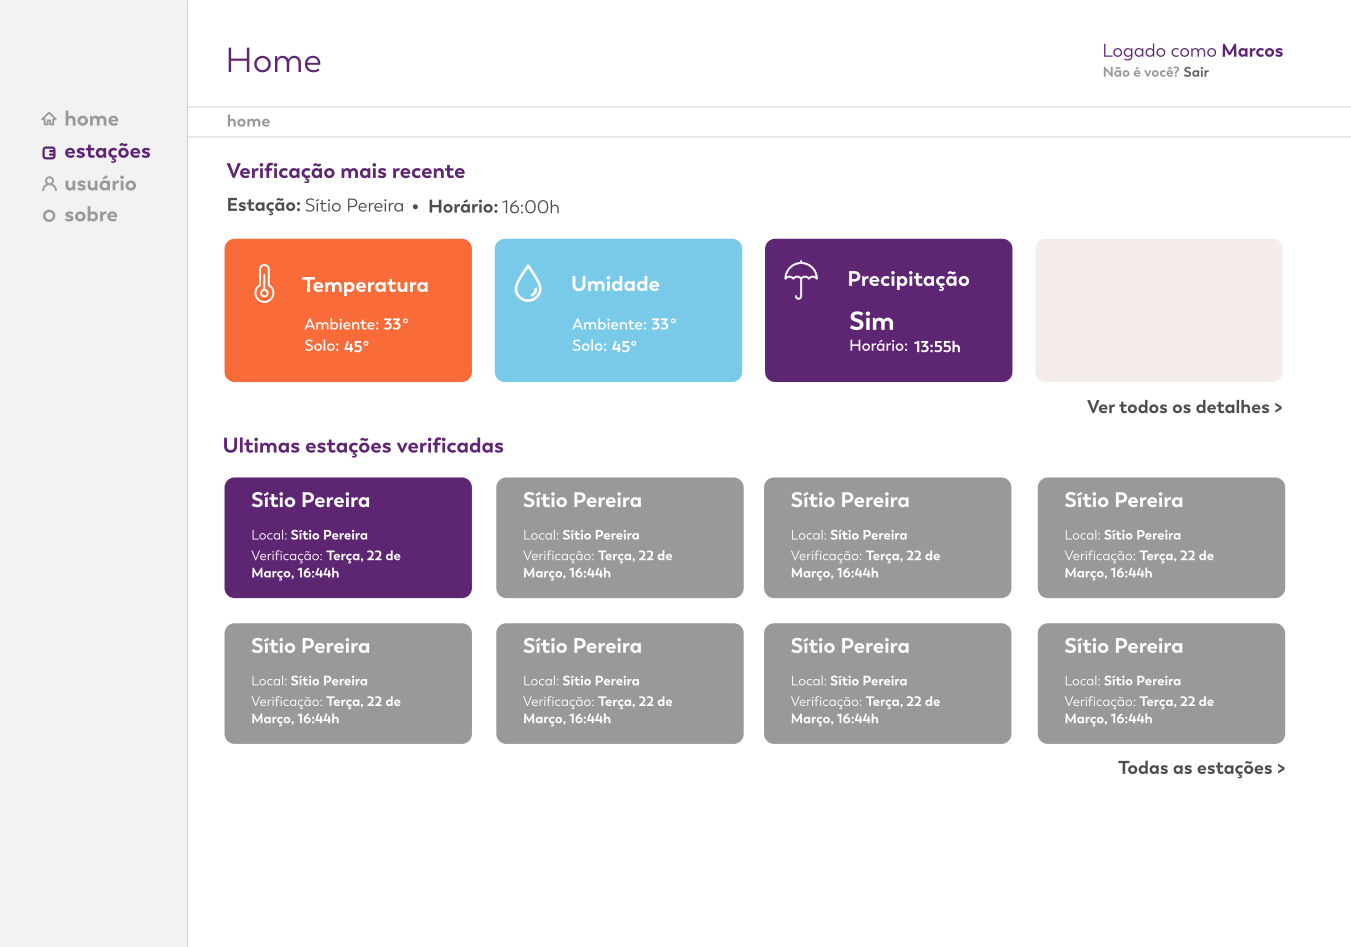 Home
Logado como Marcos
Não é você? Sair
home
estações
usuário
sobre
home
Verificação mais recente
Estação: Sítio Pereira • Horário: 16:00h
Temperatura
Ambiente: 33°
Solo: 45°
Umidade
Ambiente: 33°
Solo: 45°
Precipitação
Sim
Horário: 13:55h
Ver todos os detalhes >
Ultimas estações verificadas
Sítio Pereira
Local: Sítio Pereira
Verificação: Terça, 22 de
Março, 16:44h
Sítio Pereira
Local: Sítio Pereira
Verificação: Terça, 22 de
Março, 16:44h
Sítio Pereira
Local: Sítio Pereira
Verificação: Terça, 22 de
Março, 16:44h
Sítio Pereira
Local: Sítio Pereira
Verificação: Terça, 22 de
Março, 16:44h
Sítio Pereira
Local: Sítio Pereira
Verificação: Terça, 22 de
Março, 16:44h
Sítio Pereira
Local: Sítio Pereira
Verificação: Terça, 22 de
Março, 16:44h
Sítio Pereira
Local: Sítio Pereira
Verificação: Terça, 22 de
Março, 16:44h
Sítio Pereira
Local: Sítio Pereira
Verificação: Terça, 22 de
Março, 16:44h
Todas as estações >